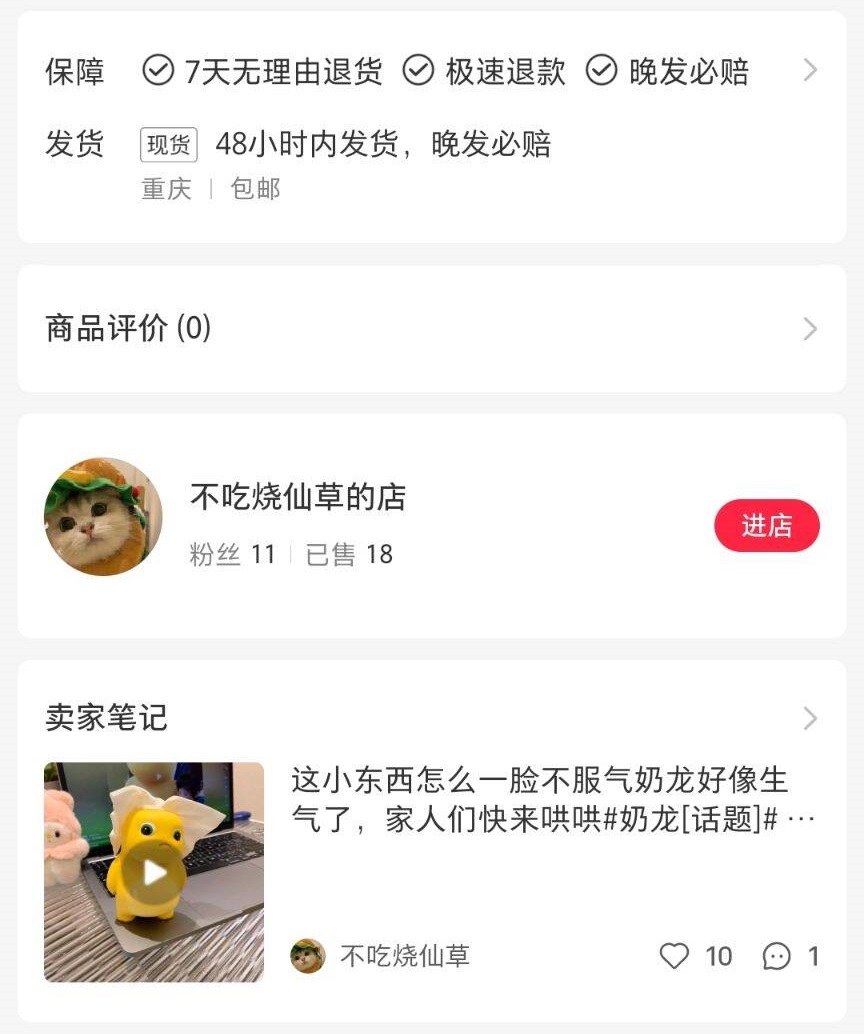 保障 7天无理由退货 极速退款 晚发必赔
发货 现货 48小时内发货，晚发必赔
重庆 | 包邮
商品评价 (0)
不吃烧仙草的店
粉丝 11 | 已售 18
进店
卖家笔记
这小东西怎么一脸不服气奶龙好像生
气了，家人们快来哄哄#奶龙[话题]# ···
不吃烧仙草 10 1